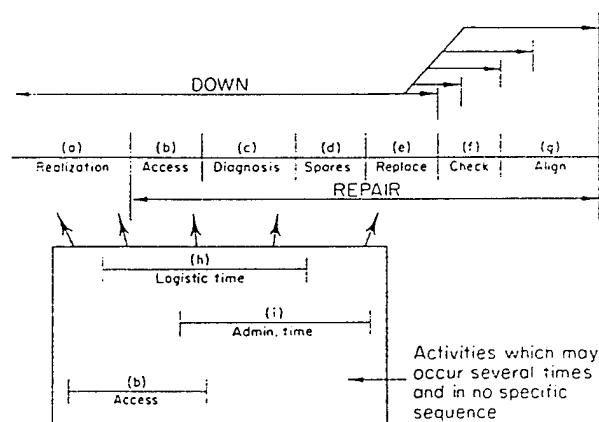 DOWN
(a) (b) (c) (d) (e) (f) (g)
Realization Access Diagnosis Spares Replace Check Align
REPAIR
(h)
Logistic time
(i)
Admin. time
(b)
Access
Activities which may
occur several times
and in no specific
sequence